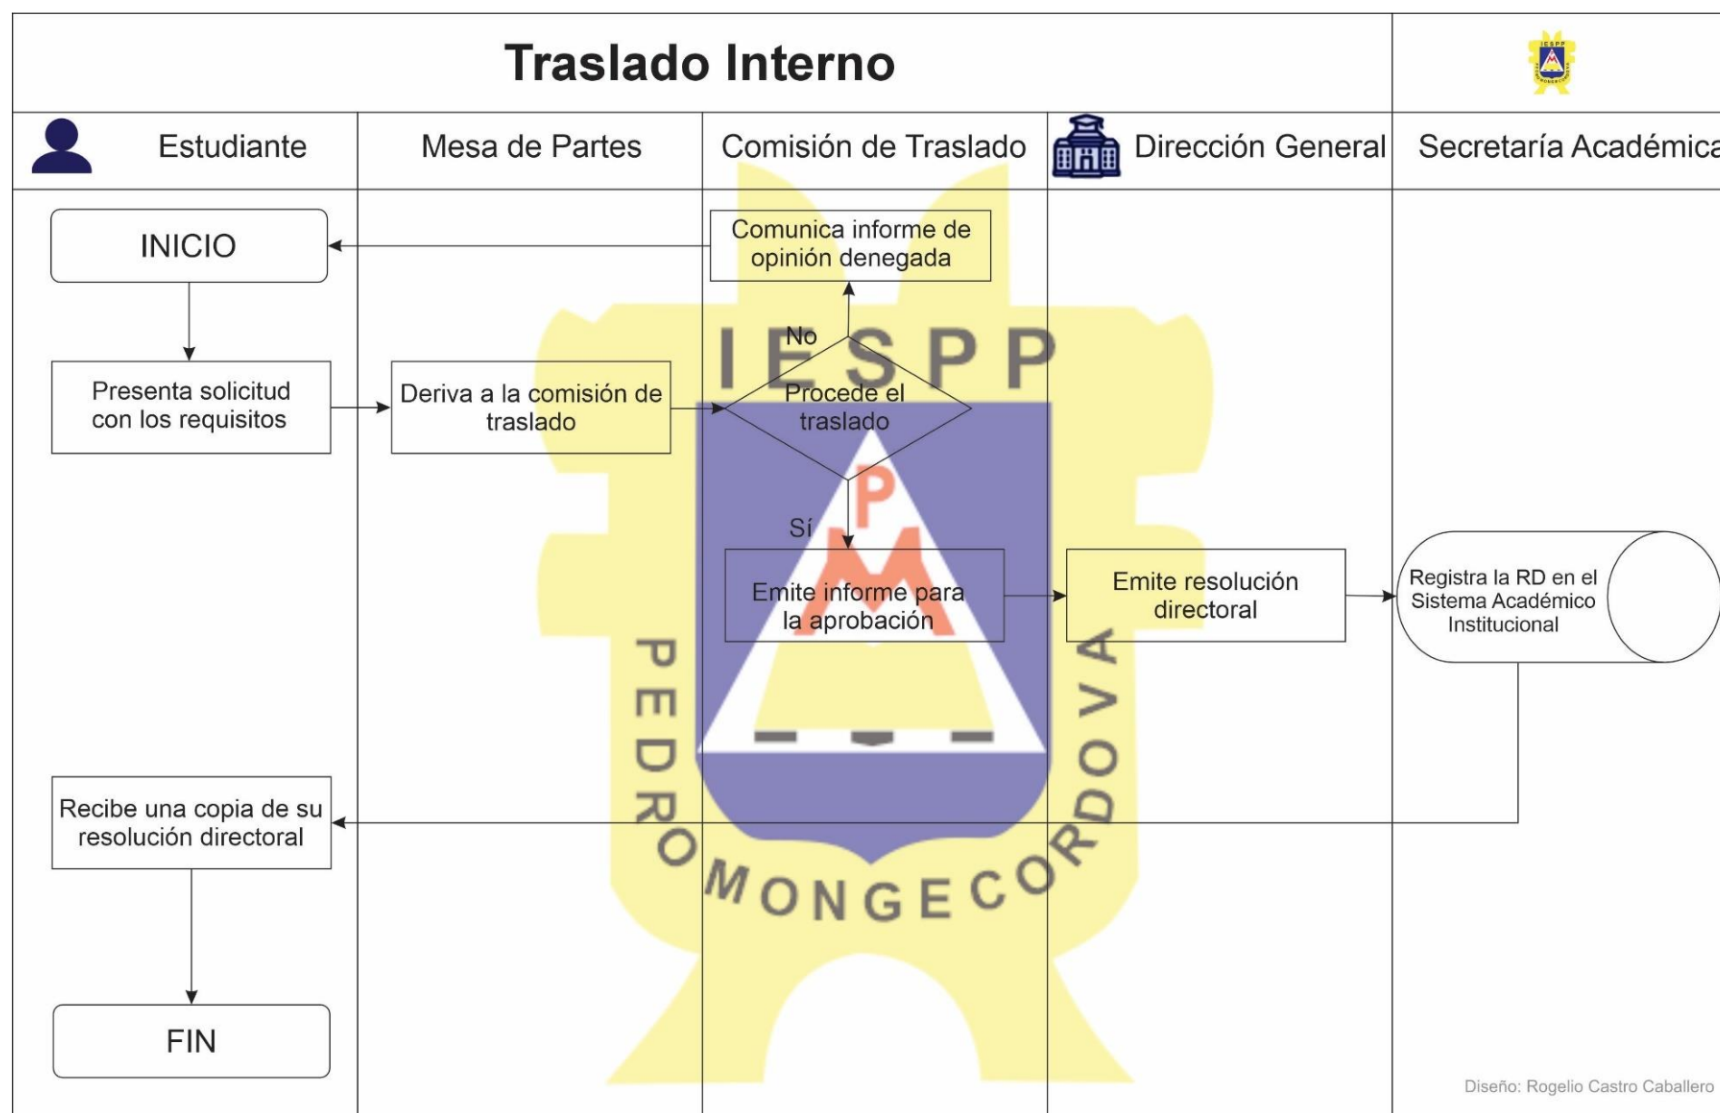 Traslado Interno
IESPP
PEDROMONGECORDOVA
Estudiante
Mesa de Partes
Comisión de Traslado
Dirección General
Secretaría Académica
INICIO
Comunica informe de
opinión denegada
No
Presenta solicitud
con los requisitos
Deriva a la comisión de
traslado
Procede el
traslado
Sí
Emite informe para
la aprobación
Emite resolución
directoral
Registra la RD en el
Sistema Académico
Institucional
Recibe una copia de su
resolución directoral
FIN
IESPP
P
M
PEDROMONGECORDOVA
Diseño: Rogelio Castro Caballero